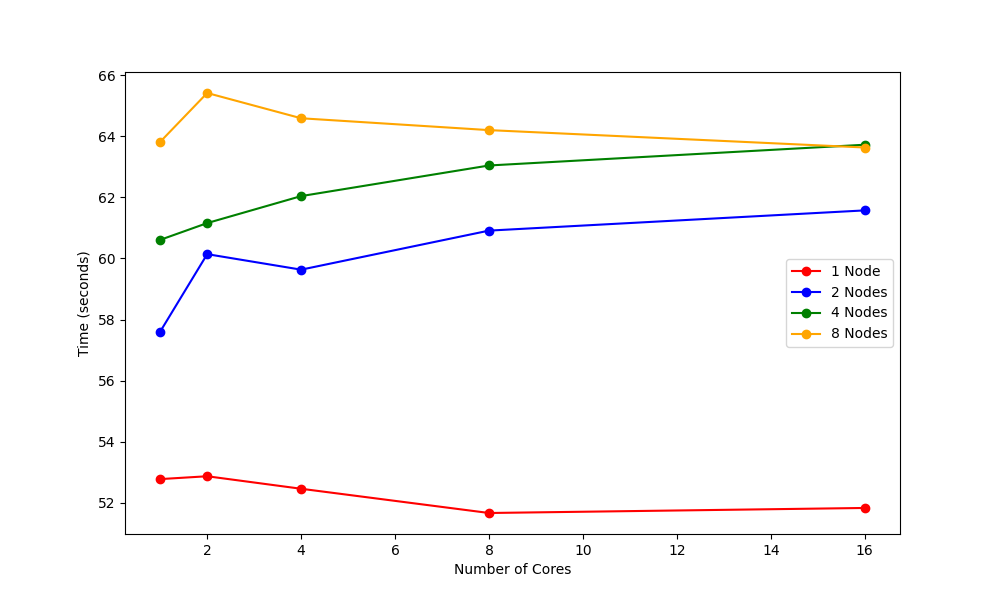 66
64
62
60
58
56
54
52
Time (seconds)
1 Node
2 Nodes
4 Nodes
8 Nodes
2 4 6 8 10 12 14 16
Number of Cores